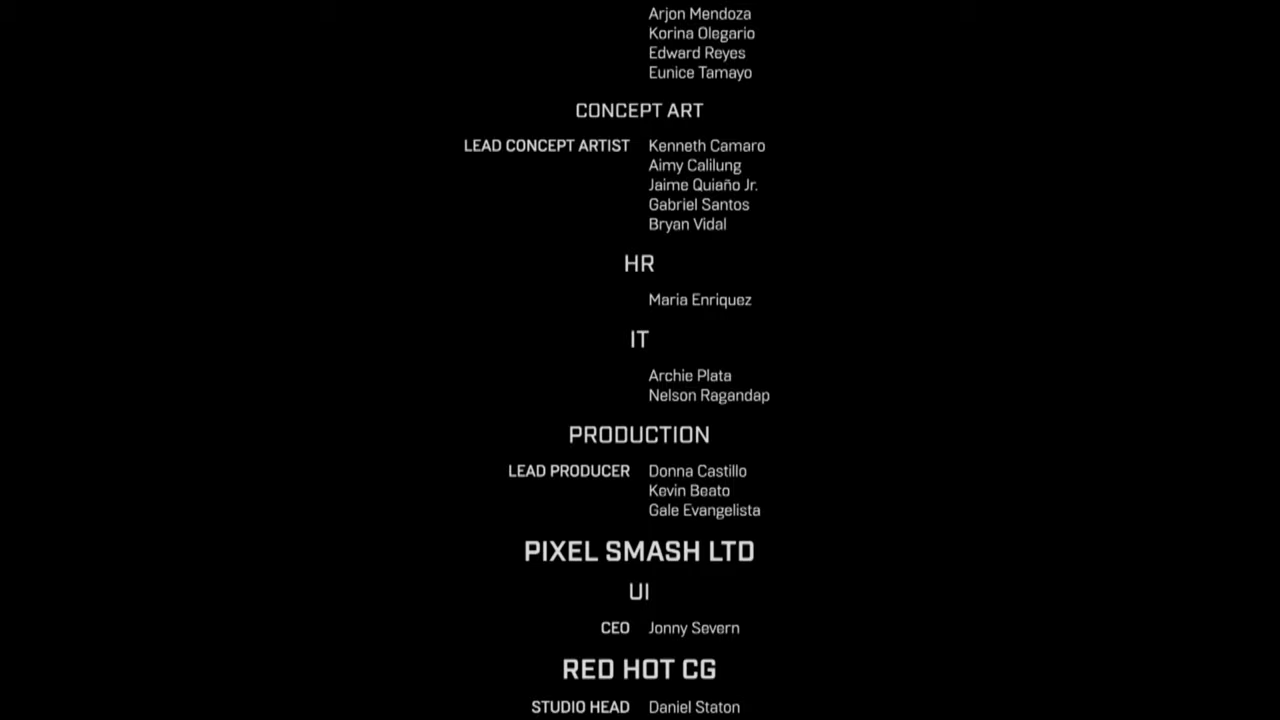 Arjon Mendoza
Korina Olegario
Edward Reyes
Eunice Tamayo
CONCEPT ART
LEAD CONCEPT ARTIST Kenneth Camaro
Aimy Calilung
Jaime Quiaño Jr.
Gabriel Santos
Bryan Vidal
HR
Maria Enriquez
IT
Archie Plata
Nelson Ragandap
PRODUCTION
LEAD PRODUCER Donna Castillo
Kevin Beato
Gale Evangelista
PIXEL SMASH LTD
UI
CEO Jonny Severn
RED HOT CG
STUDIO HEAD Daniel Staton